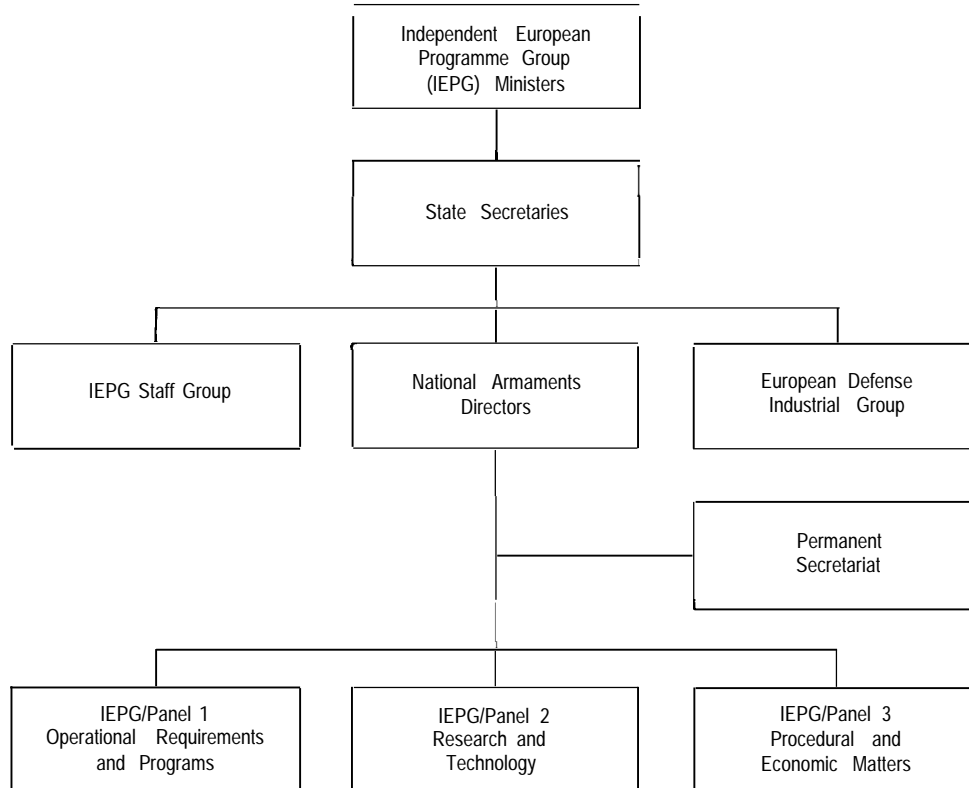 Independent European
Programme Group
(IEPG) Ministers
State Secretaries
IEPG Staff Group
National Armaments
Directors
European Defense
Industrial Group
Permanent
Secretariat
IEPG/Panel 1
Operational Requirements
and Programs
IEPG/Panel 2
Research and
Technology
IEPG/Panel 3
Procedural and
Economic Matters